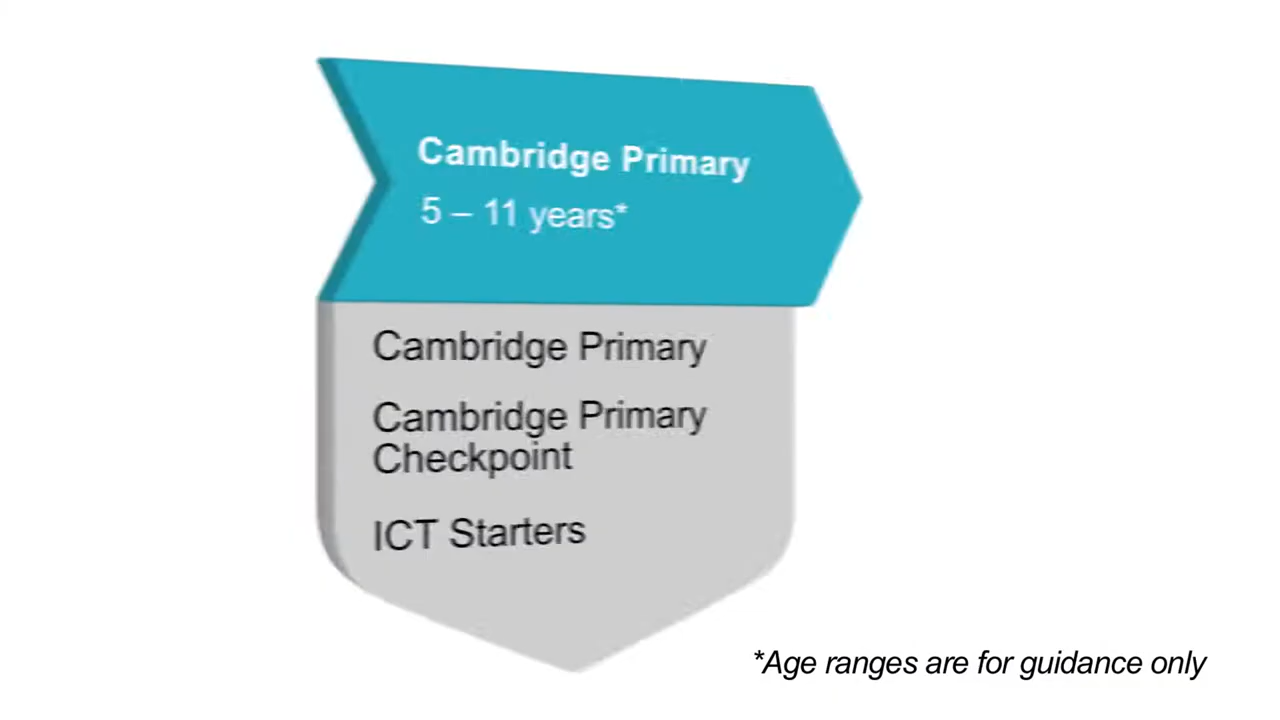 Cambridge Primary
5 – 11 years*
Cambridge Primary
Cambridge Primary
Checkpoint
ICT Starters
*Age ranges are for guidance only